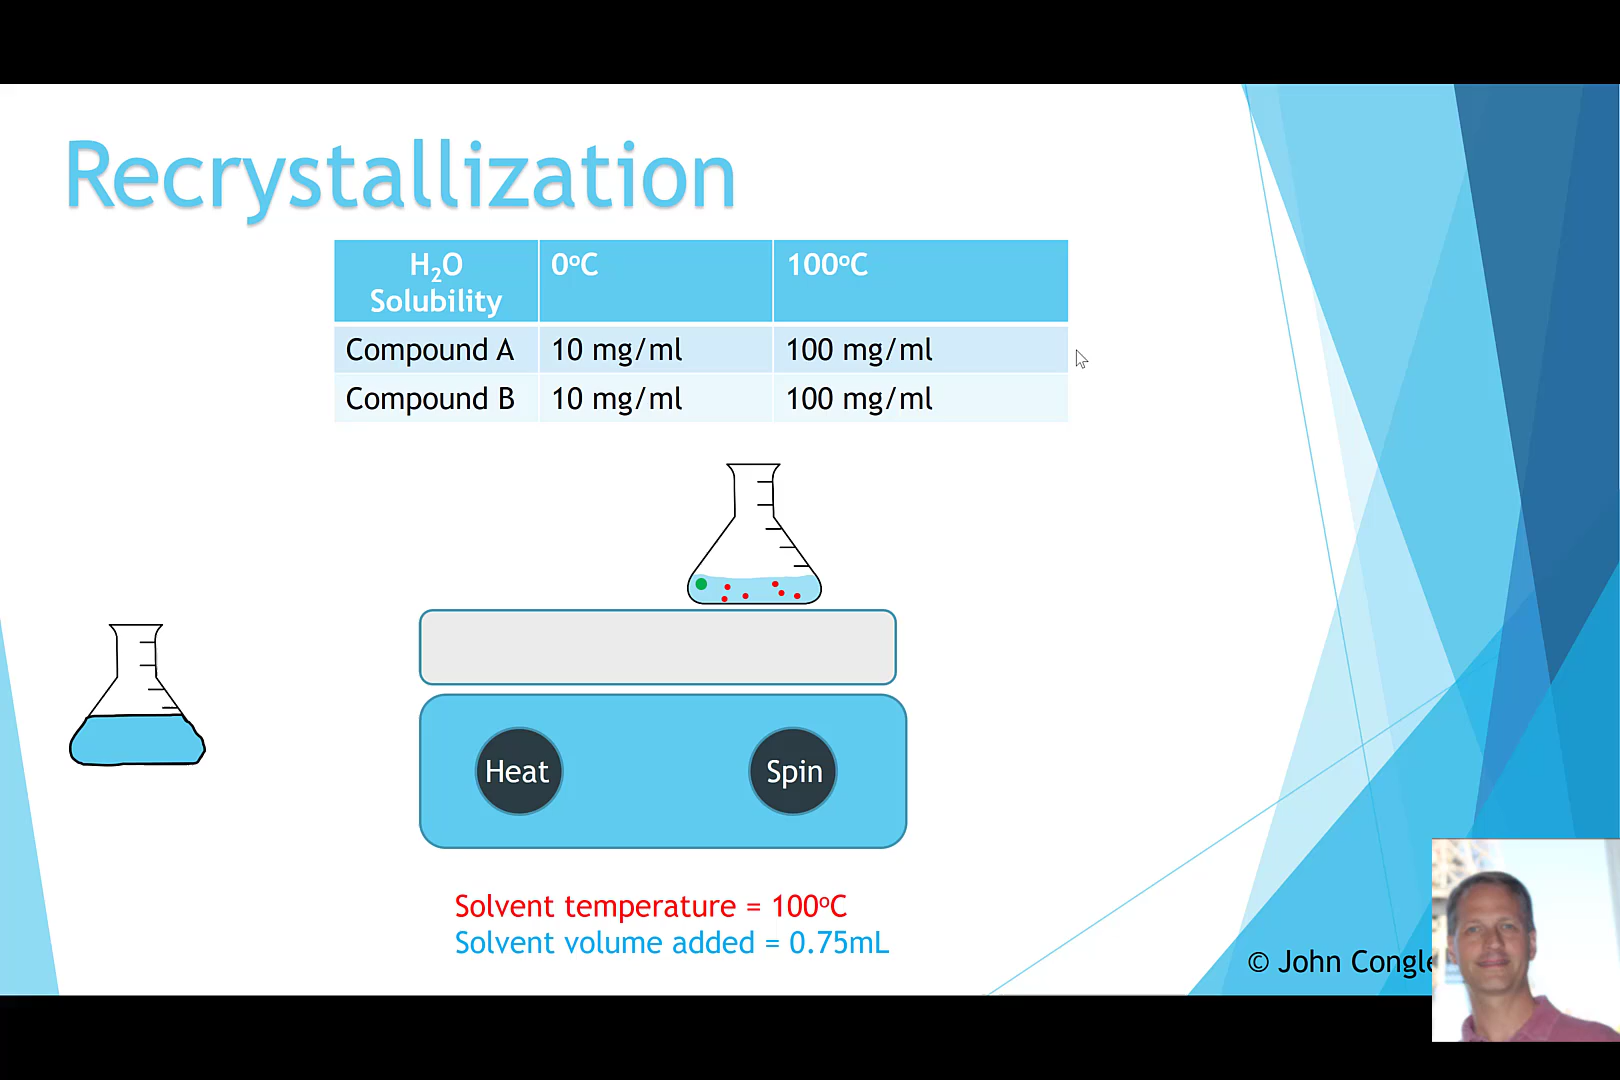 Recrystallization
H₂O Solubility 0°C 100°C
Compound A 10 mg/ml 100 mg/ml
Compound B 10 mg/ml 100 mg/ml
Heat Spin
Solvent temperature = 100°C
Solvent volume added = 0.75mL
© John